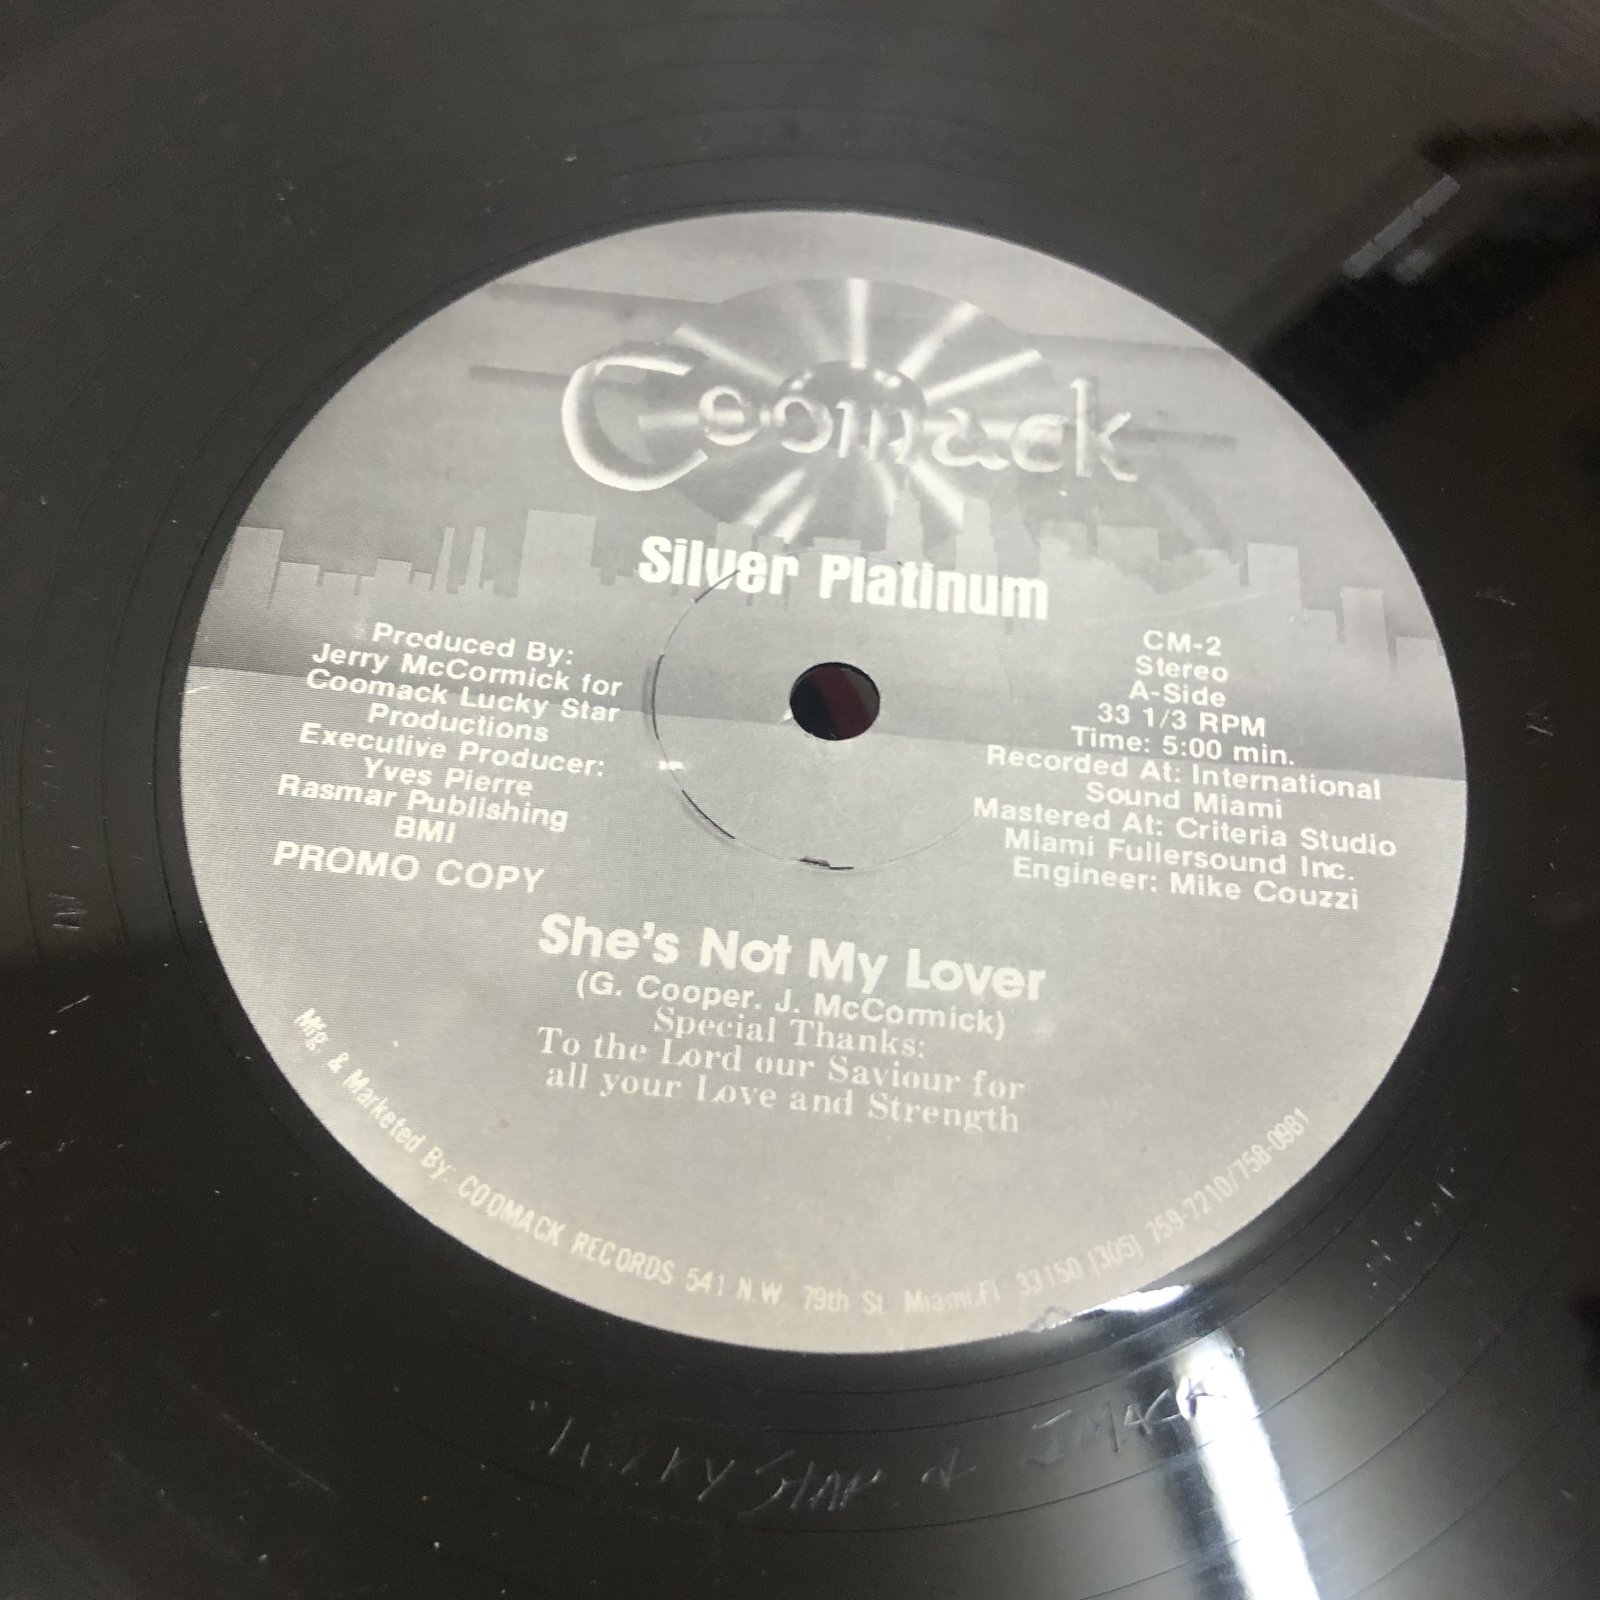 Coomack
Silver Platinum
Produced By:
Jerry McCormick for
Coomack Lucky Star
Productions
Executive Producer:
Yves Pierre
Rasmar Publishing
BMI
PROMO COPY
CM-2
Stereo
A-Side
33 1/3 RPM
Time: 5:00 min.
Recorded At: International
Sound Miami
Mastered At: Criteria Studio
Miami Fullersound Inc.
Engineer: Mike Couzzi
She's Not My Lover
(G. Cooper. J. McCormick)
Special Thanks:
To the Lord our Saviour for
all your Love and Strength
Mfg. & Marketed By: COOMACK RECORDS 541 N.W. 79th St. Miami, Fl 33150 (305) 759-7210/758-0981
STAR